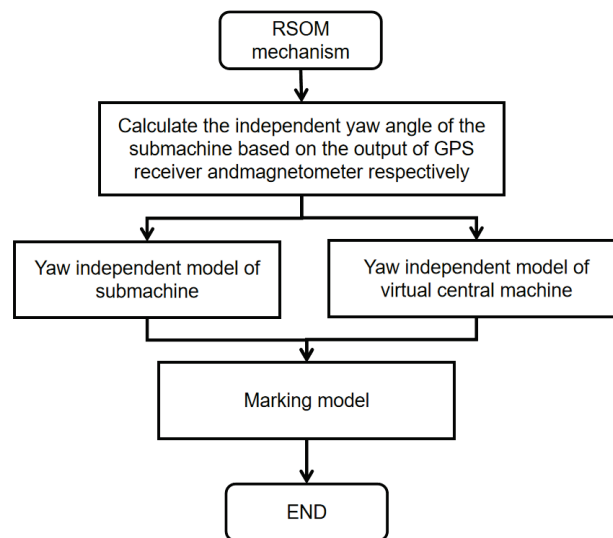 RSOM
mechanism
Calculate the independent yaw angle of the
submachine based on the output of GPS
receiver andmagnetometer respectively
Yaw independent model of
submachine
Yaw independent model of
virtual central machine
Marking model
END